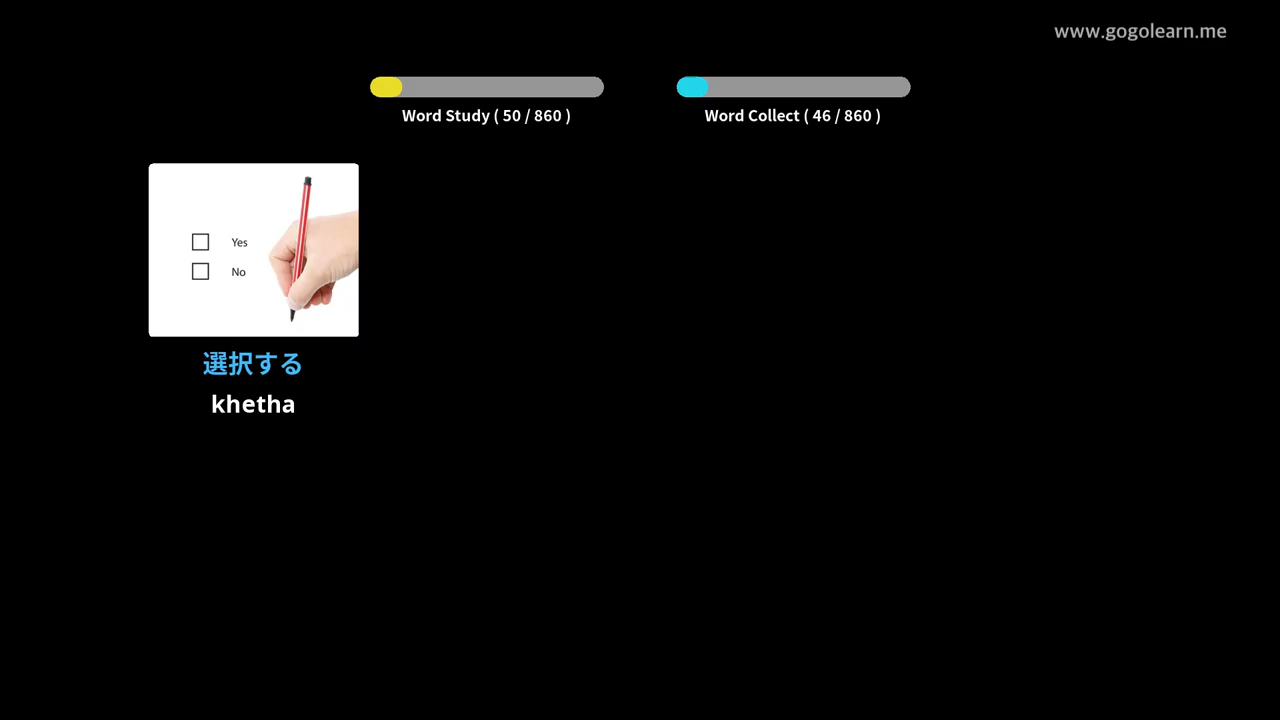 www.gogolearn.me
Word Study ( 50 / 860 )
Word Collect ( 46 / 860 )
Yes
No
選択する
khetha